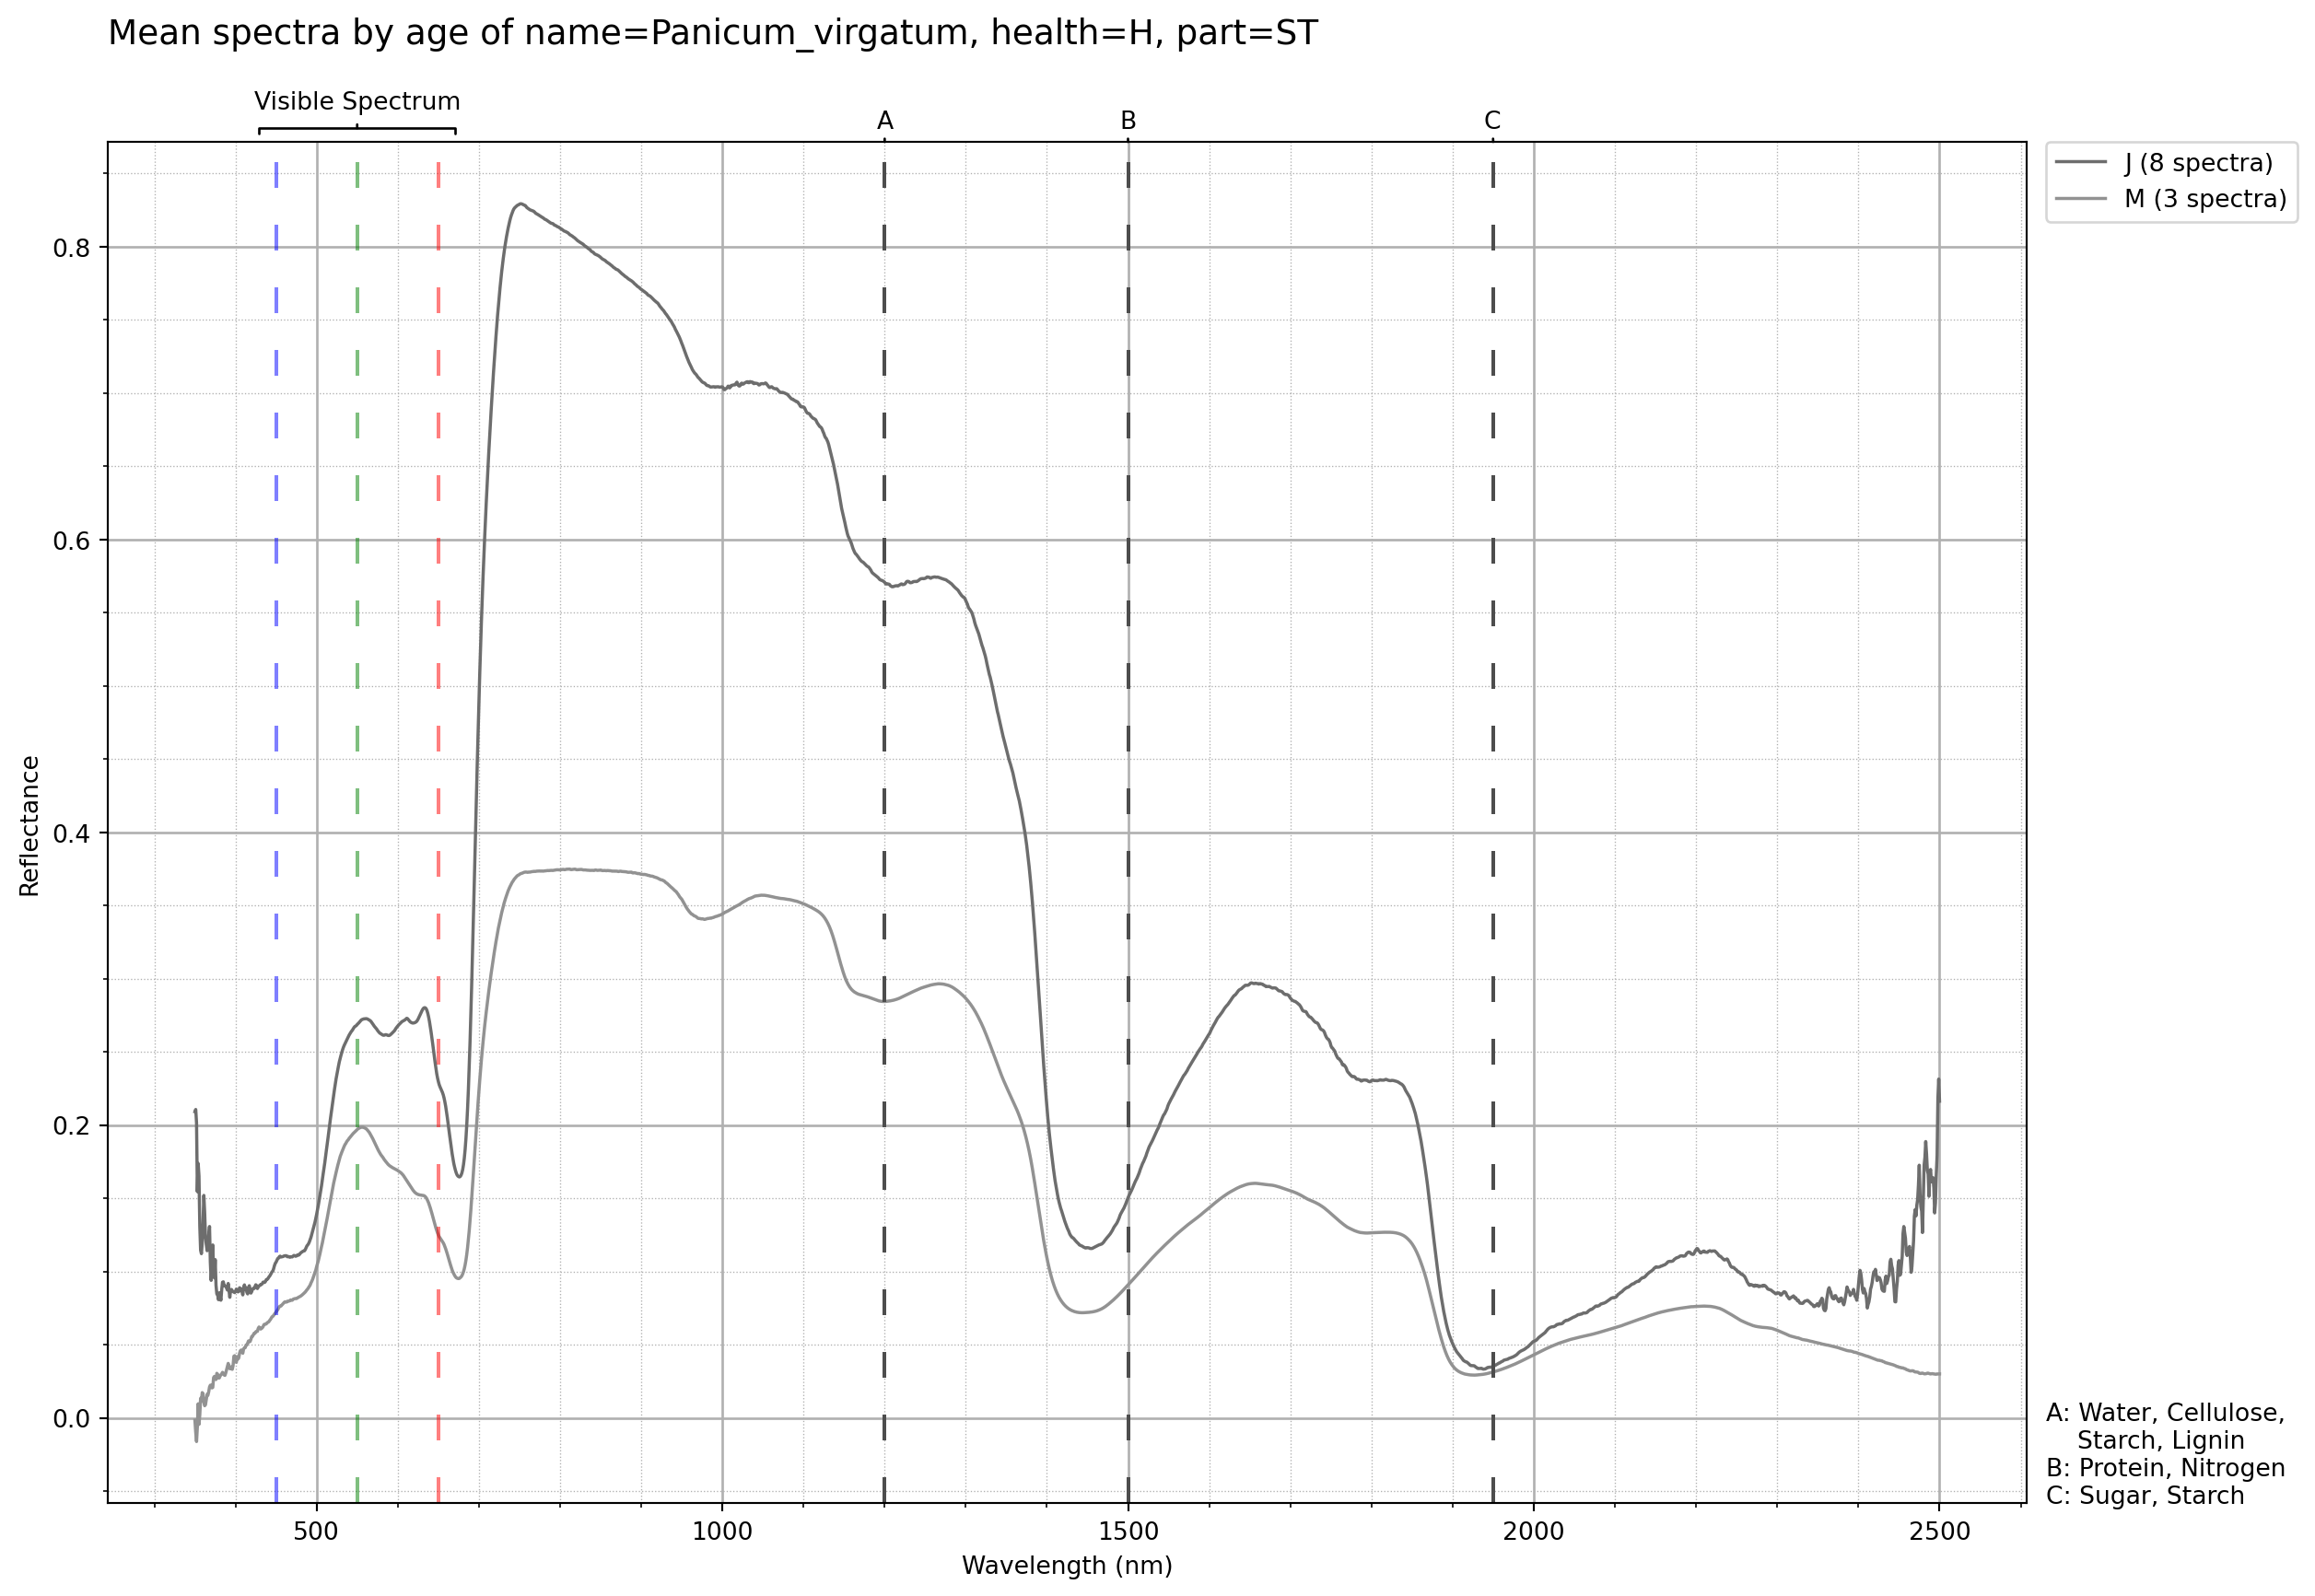 Mean spectra by age of name=Panicum_virgatum, health=H, part=ST
Visible Spectrum
A
B
C
J (8 spectra)
M (3 spectra)
0.8
0.6
0.4
0.2
0.0
Reflectance
500
1000
1500
2000
2500
Wavelength (nm)
A: Water, Cellulose,
Starch, Lignin
B: Protein, Nitrogen
C: Sugar, Starch